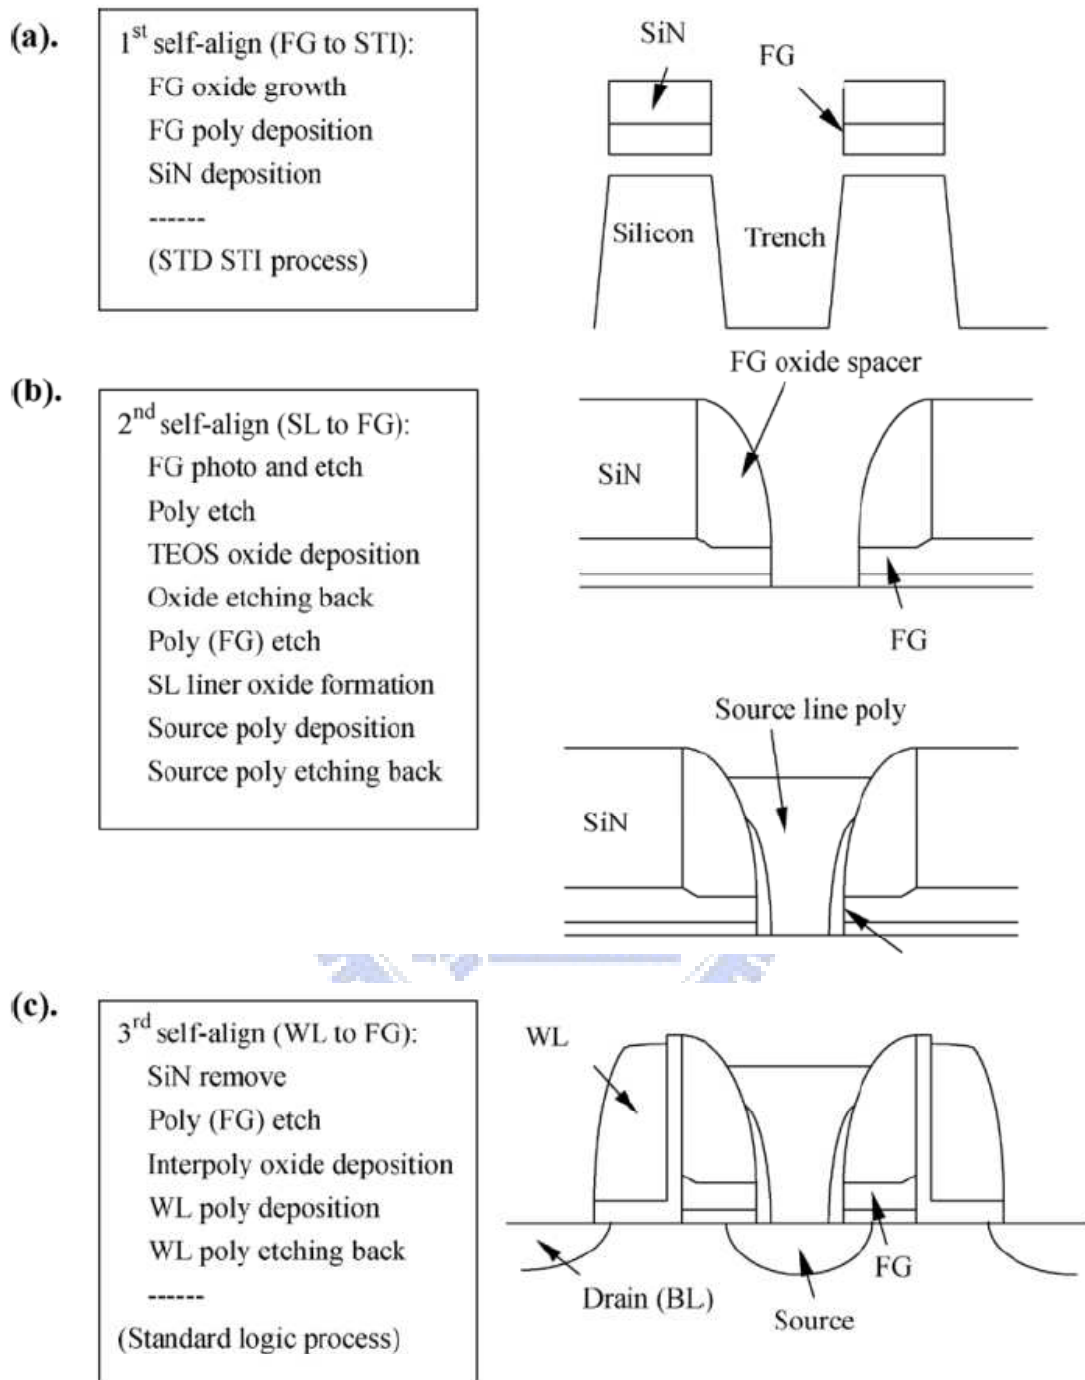 (a).
1st self-align (FG to STI):
FG oxide growth
FG poly deposition
SiN deposition
------
(STD STI process)
SiN
FG
Silicon
Trench
(b).
2nd self-align (SL to FG):
FG photo and etch
Poly etch
TEOS oxide deposition
Oxide etching back
Poly (FG) etch
SL liner oxide formation
Source poly deposition
Source poly etching back
FG oxide spacer
SiN
FG
Source line poly
SiN
(c).
3rd self-align (WL to FG):
SiN remove
Poly (FG) etch
Interpoly oxide deposition
WL poly deposition
WL poly etching back
------
(Standard logic process)
WL
FG
Drain (BL)
Source